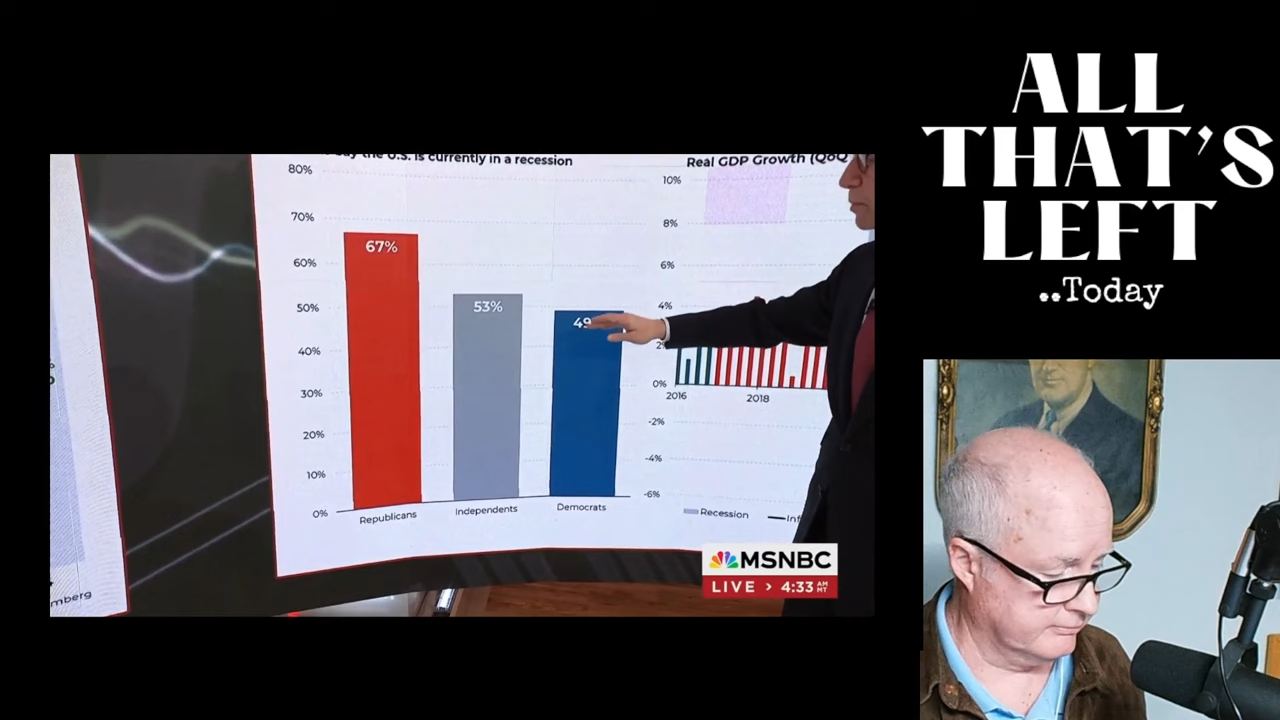 say the U.S. is currently in a recession
80%
70%
60%
50%
40%
30%
20%
10%
0%
67%
53%
49
Republicans
Independents
Democrats
Real GDP Growth (QoQ
10%
8%
6%
4%
0%
-2%
-4%
-6%
2016
2018
Recession
MSNBC
LIVE > 4:33 AM MT
ALL
THAT'S
LEFT
..Today